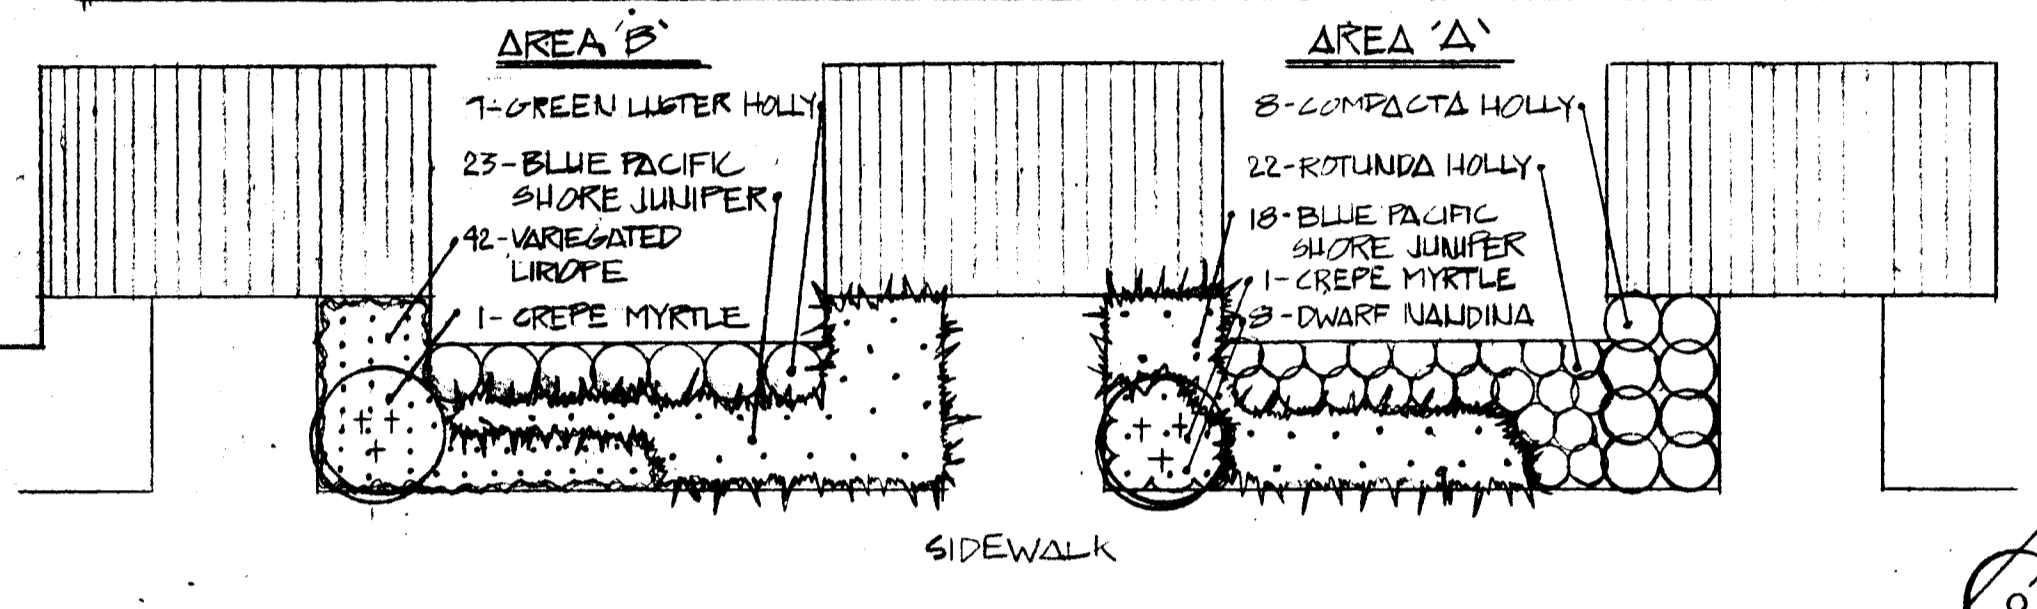 AREA 'B'
7-GREEN LUSTER HOLLY
23-BLUE PACIFIC
SHORE JUNIPER
42-VARIEGATED
LIRIOPE
1-CREPE MYRTLE
AREA 'A'
8-COMPACTA HOLLY
22-ROTUNDA HOLLY
18-BLUE PACIFIC
SHORE JUNIPER
1-CREPE MYRTLE
8-DWARF NANDINA
SIDEWALK